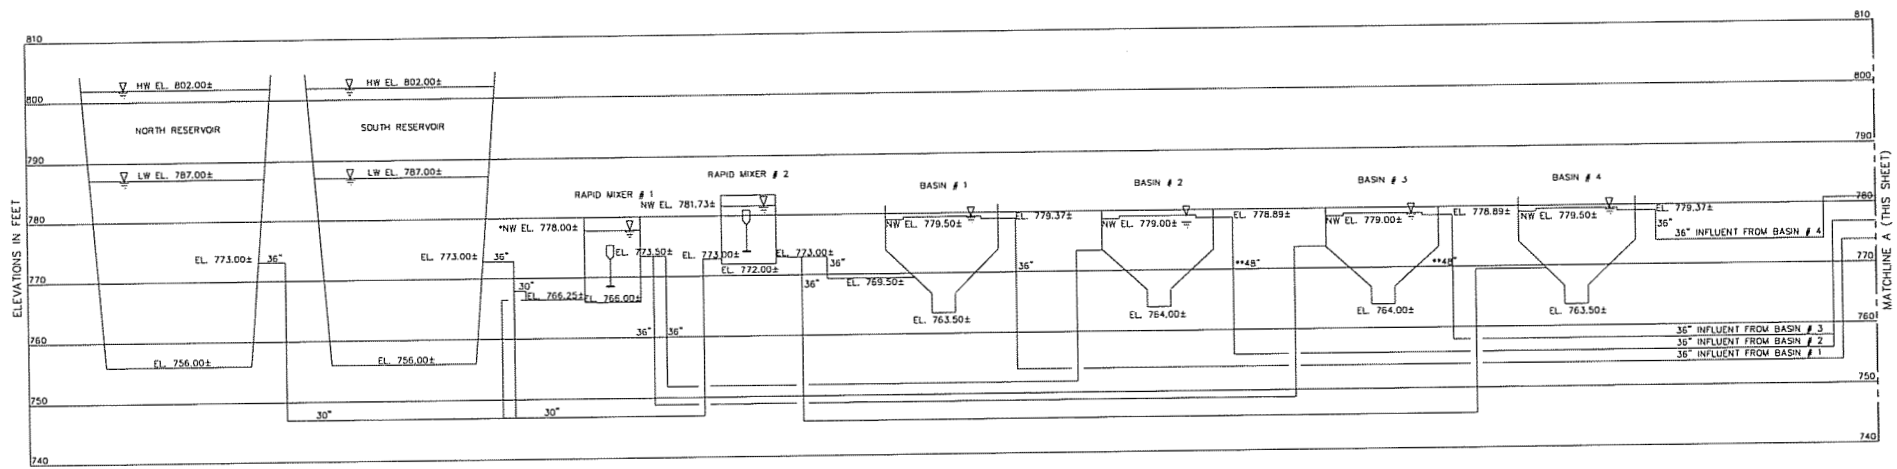 810
810
HW EL. 802.00±
HW EL. 802.00±
800
800
NORTH RESERVOIR
SOUTH RESERVOIR
790
790
LW EL. 787.00±
LW EL. 787.00±
RAPID MIXER # 1
RAPID MIXER # 2
BASIN # 1
BASIN # 2
BASIN # 3
BASIN # 4
ELEVATIONS IN FEET
MATCHLINE A (THIS SHEET)
780
780
*NW EL. 778.00±
NW EL. 781.73±
NW EL. 779.50±
EL. 779.37±
NW EL. 779.00±
EL. 778.89±
NW EL. 779.00±
EL. 778.89±
NW EL. 779.50±
EL. 779.37±
36"
36" INFLUENT FROM BASIN # 4
EL. 773.00±
36"
EL. 773.00±
36"
EL. 773.50±
EL. 773.00±
EL. 773.00±
36"
36"
**48"
**48"
770
770
EL. 772.00±
30"
EL. 766.25±
EL. 766.00±
36"
EL. 769.50±
EL. 763.50±
EL. 764.00±
EL. 764.00±
EL. 763.50±
760
760
36"
36"
36" INFLUENT FROM BASIN # 3
36" INFLUENT FROM BASIN # 2
36" INFLUENT FROM BASIN # 1
EL. 756.00±
EL. 756.00±
750
750
30"
30"
740
740